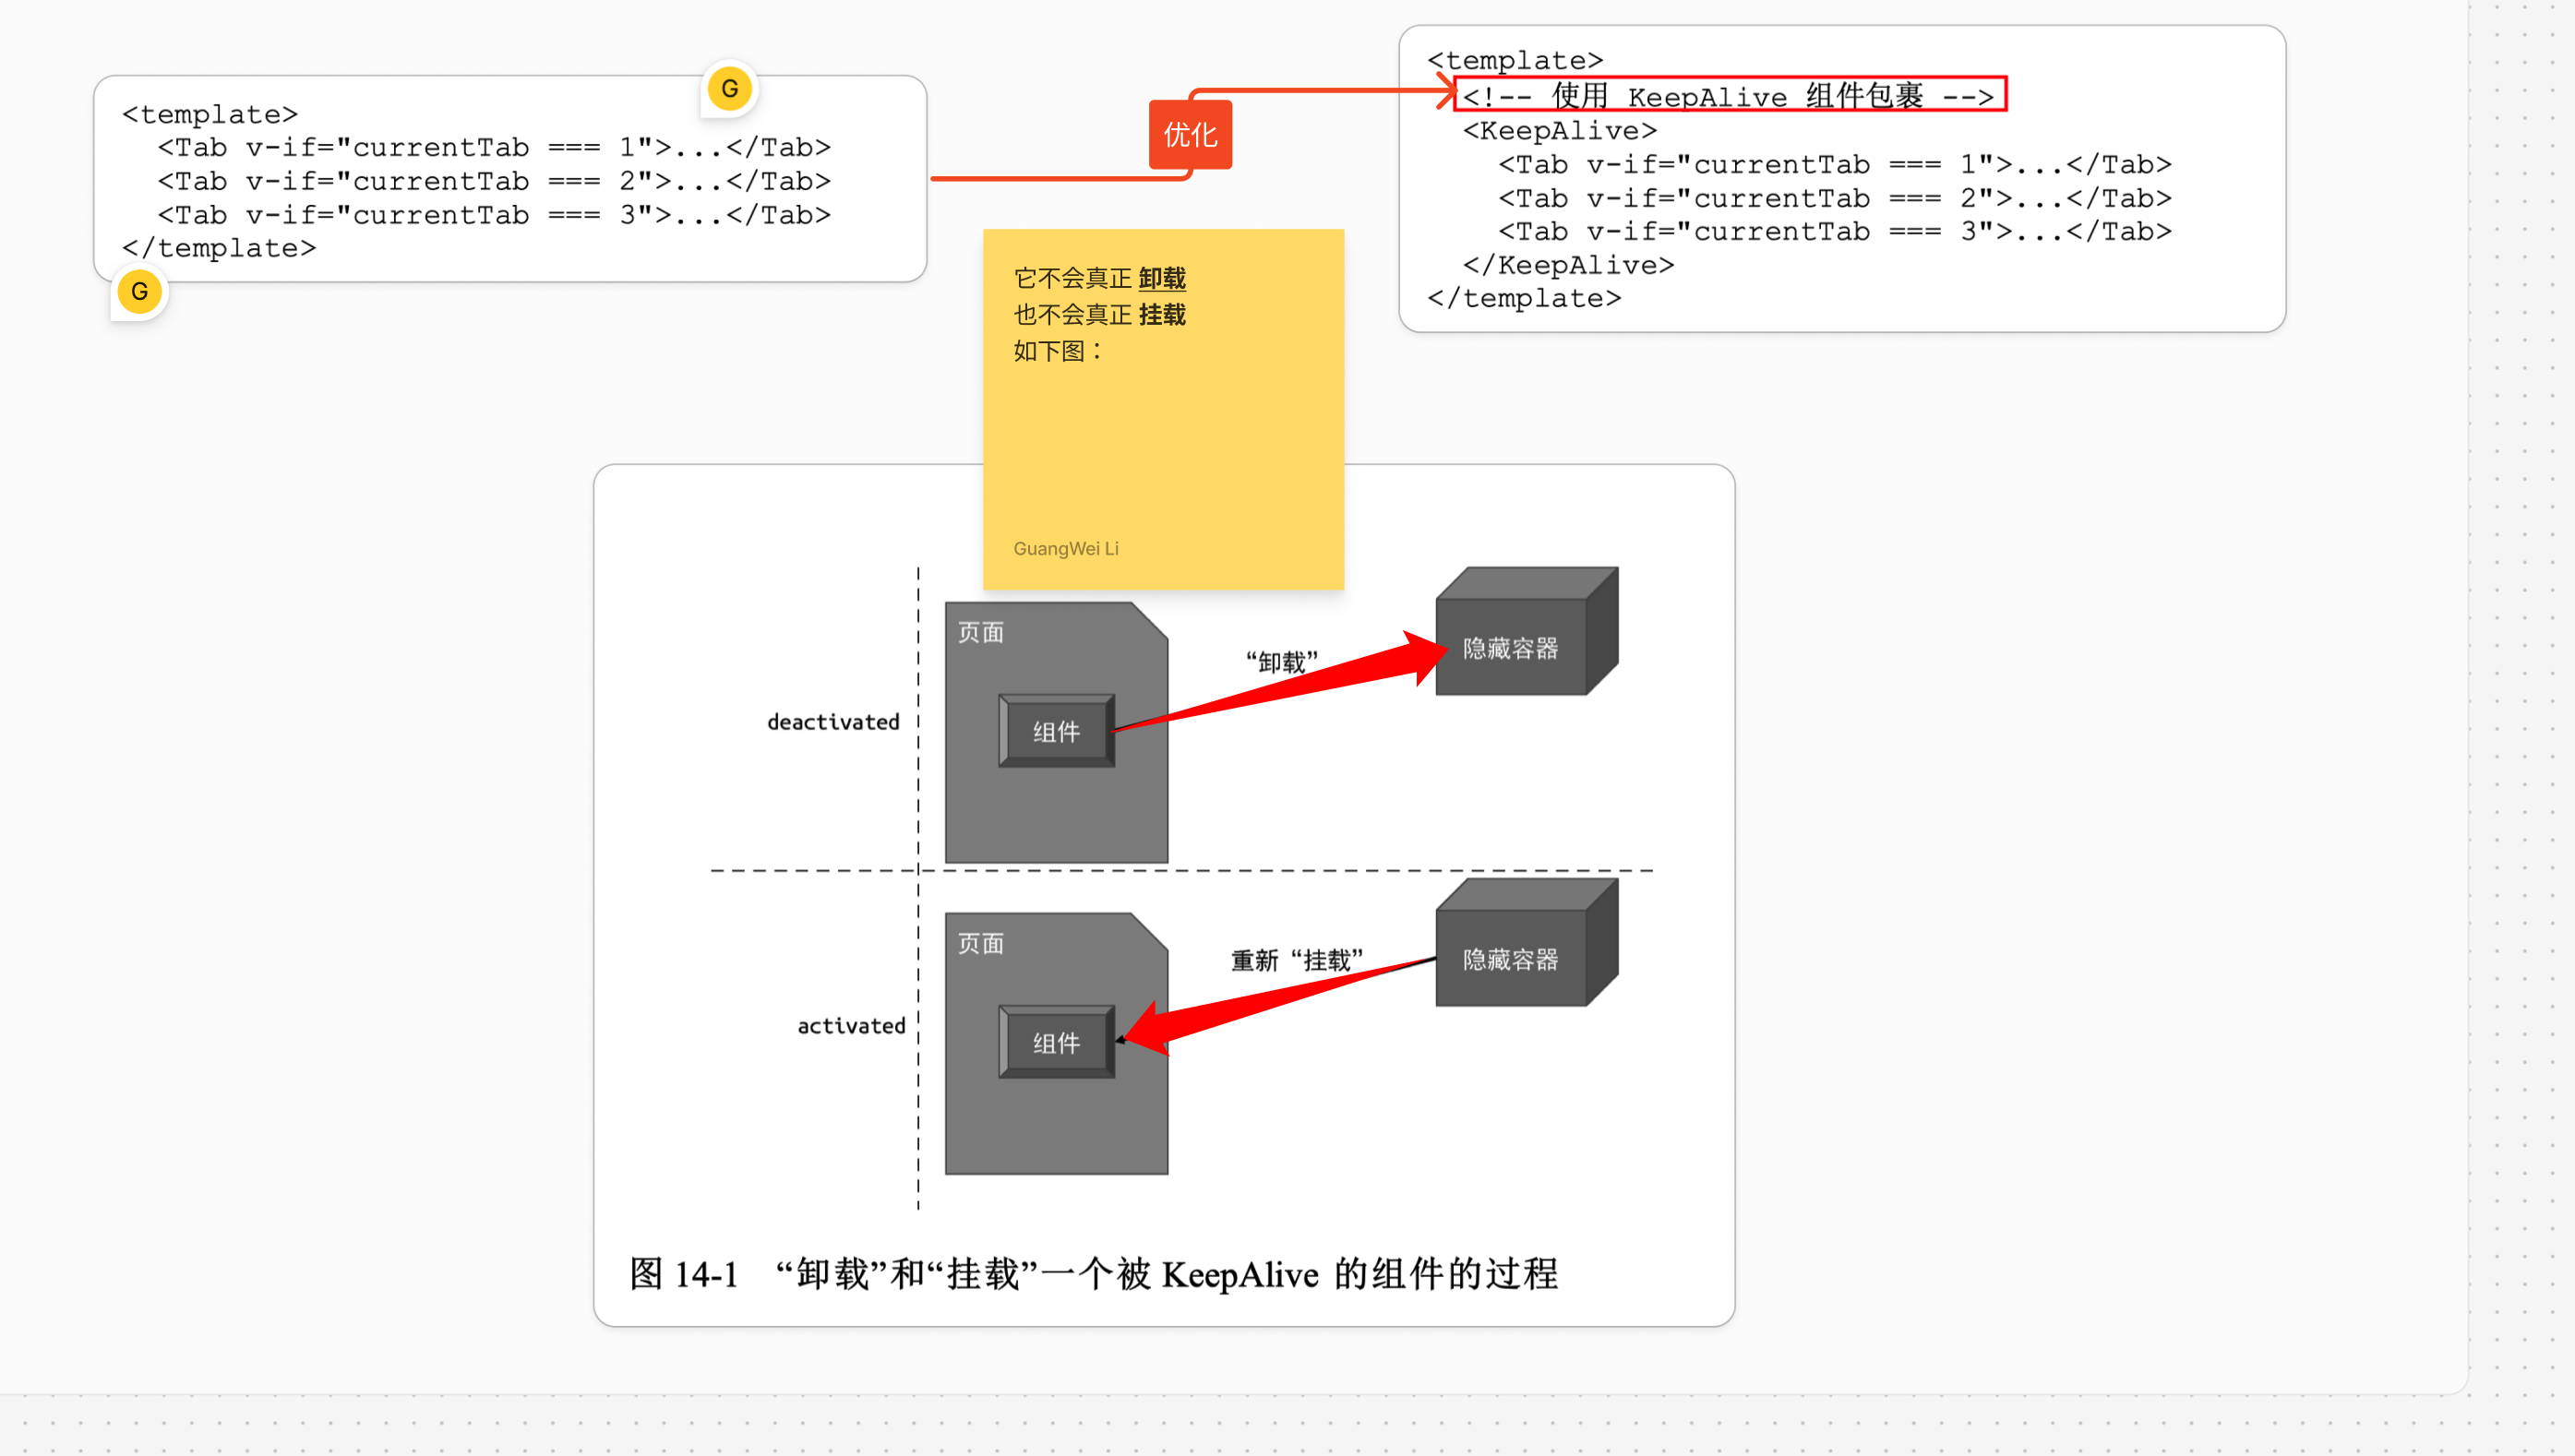 <template>
<Tab v-if="currentTab === 1">...</Tab>
<Tab v-if="currentTab === 2">...</Tab>
<Tab v-if="currentTab === 3">...</Tab>
</template>
G
G
优化
<template>
<!-- 使用 KeepAlive 组件包裹 -->
<KeepAlive>
<Tab v-if="currentTab === 1">...</Tab>
<Tab v-if="currentTab === 2">...</Tab>
<Tab v-if="currentTab === 3">...</Tab>
</KeepAlive>
</template>
它不会真正 卸载
也不会真正 挂载
如下图：
GuangWei Li
deactivated
页面
组件
“卸载”
隐藏容器
activated
页面
组件
重新“挂载”
隐藏容器
图 14-1 “卸载”和“挂载”一个被 KeepAlive 的组件的过程